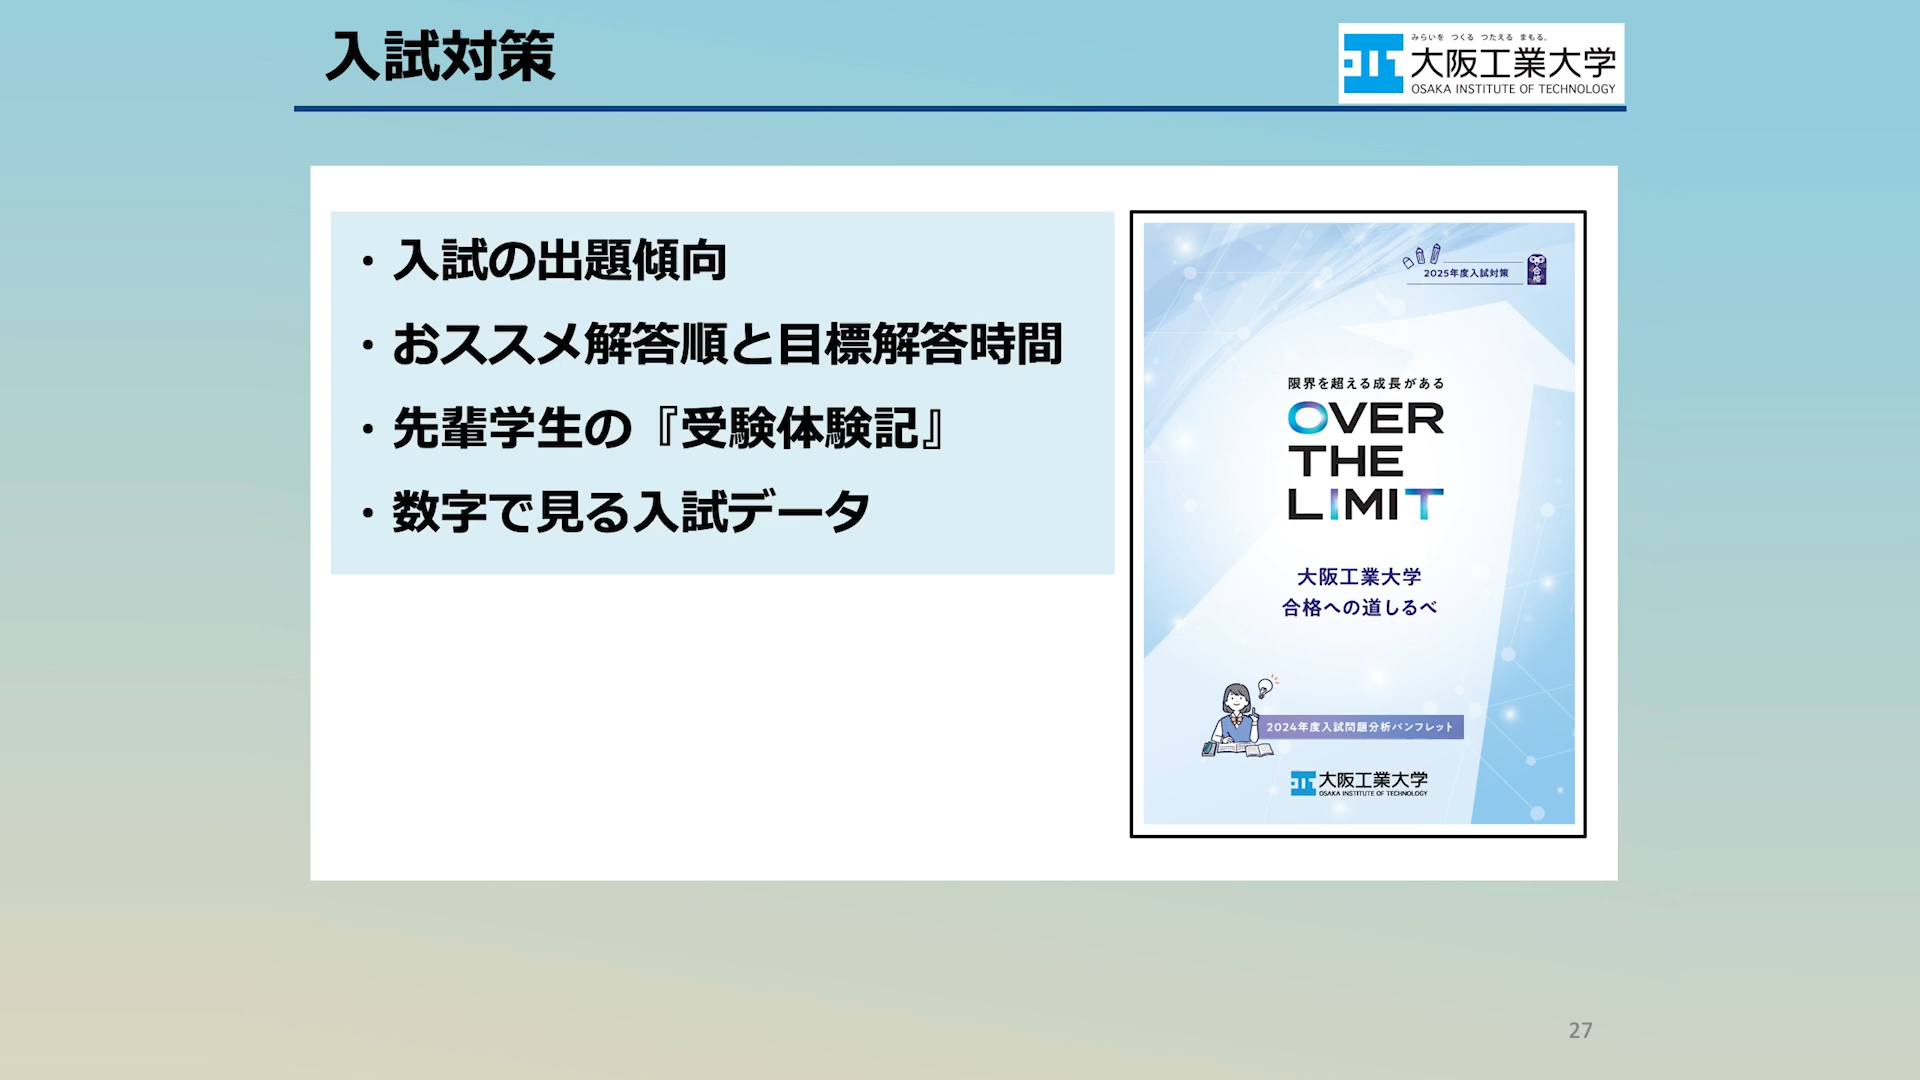 入試対策
みらいを つくる つたえる まもる。
大阪工業大学
OSAKA INSTITUTE OF TECHNOLOGY
・入試の出題傾向
・おススメ解答順と目標解答時間
・先輩学生の『受験体験記』
・数字で見る入試データ
2025年度入試対策
合格
限界を超える成長がある
OVER
THE
LIMIT
大阪工業大学
合格への道しるべ
2024年度入試問題分析パンフレット
大阪工業大学
OSAKA INSTITUTE OF TECHNOLOGY
27